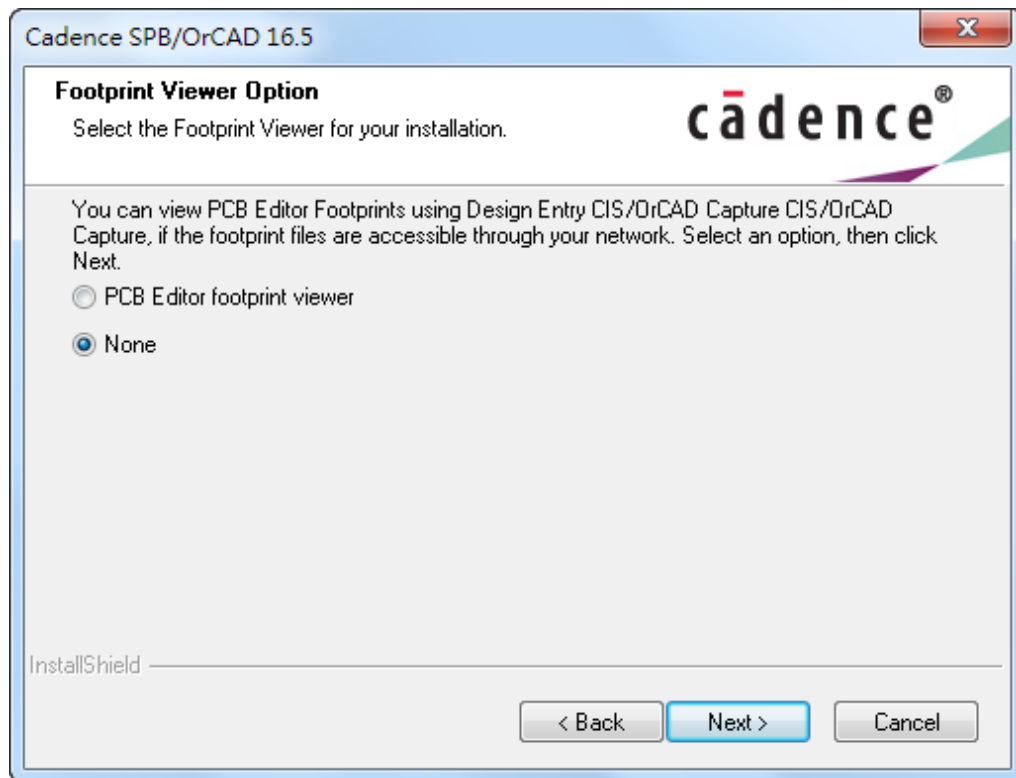 Cadence SPB/OrCAD 16.5
Footprint Viewer Option
Select the Footprint Viewer for your installation.
cādence®
You can view PCB Editor Footprints using Design Entry CIS/OrCAD Capture CIS/OrCAD
Capture, if the footprint files are accessible through your network. Select an option, then click
Next.
PCB Editor footprint viewer
None
InstallShield
< Back
Next >
Cancel